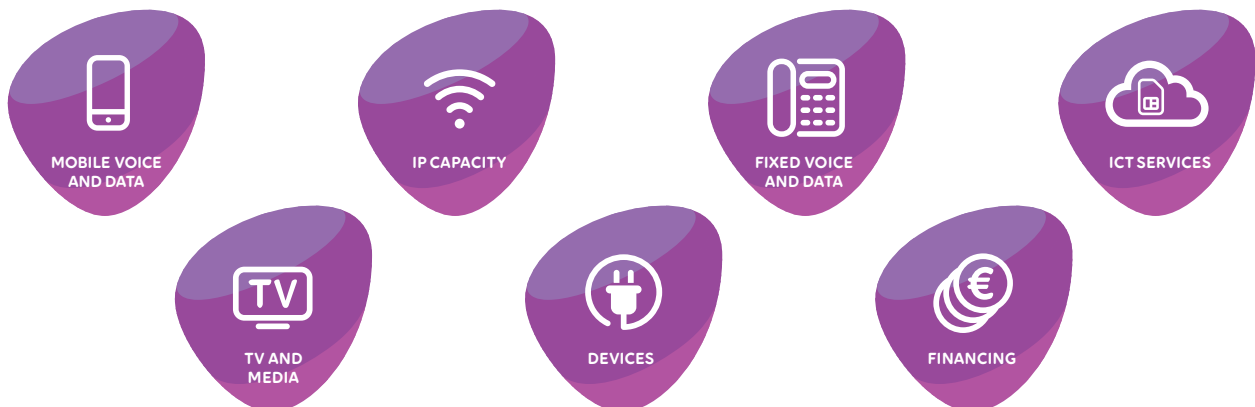 MOBILE VOICE
AND DATA
IP CAPACITY
FIXED VOICE
AND DATA
ICT SERVICES
TV
TV AND
MEDIA
DEVICES
€
FINANCING